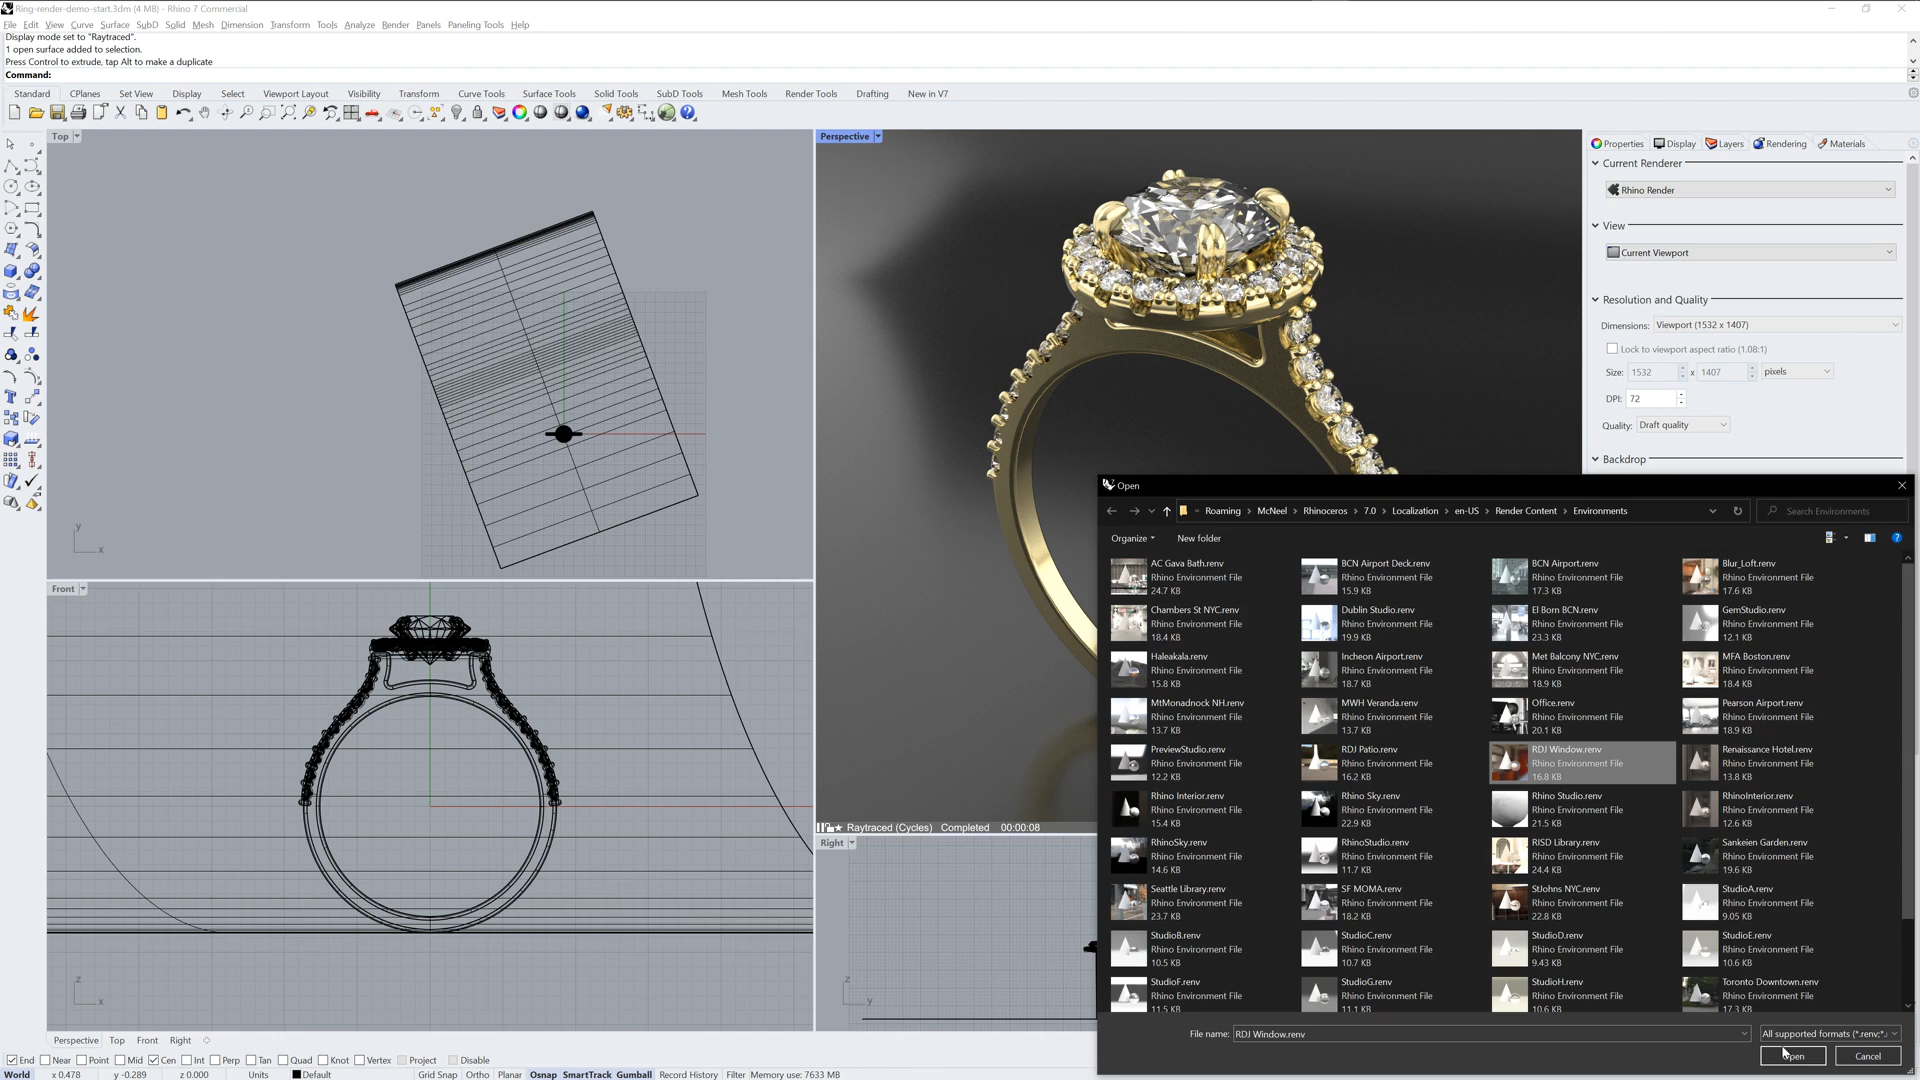 Ring-render-demo-start.3dm (4 MB) - Rhino 7 Commercial
File Edit View Curve Surface SubD Solid Mesh Dimension Transform Tools Analyze Render Panels Paneling Tools Help
Display mode set to "Raytraced".
1 open surface added to selection.
Press Control to extrude, tap Alt to make a duplicate
Command:
Standard CPlanes Set View Display Select Viewport Layout Visibility Transform Curve Tools Surface Tools Solid Tools SubD Tools Mesh Tools Render Tools Drafting New in V7
Top
Perspective
Properties Display Layers Rendering Materials
Current Renderer
Rhino Render
View
Current Viewport
Resolution and Quality
Dimensions: Viewport (1532 x 1407)
Lock to viewport aspect ratio (1.08:1)
Size: 1532 x 1407 pixels
DPI: 72
Quality: Draft quality
Backdrop
y
x
Front
z
x
Raytraced (Cycles) Completed 00:00:08
Right
z
y
Open
Roaming McNeel Rhinoceros 7.0 Localization en-US Render Content Environments
Search Environments
Organize New folder
AC Gava Bath.renv
Rhino Environment File
24.7 KB
BCN Airport Deck.renv
Rhino Environment File
15.9 KB
BCN Airport.renv
Rhino Environment File
17.3 KB
Blur_Loft.renv
Rhino Environment File
17.6 KB
Chambers St NYC.renv
Rhino Environment File
18.4 KB
Dublin Studio.renv
Rhino Environment File
19.9 KB
El Born BCN.renv
Rhino Environment File
23.3 KB
GemStudio.renv
Rhino Environment File
12.1 KB
Haleakala.renv
Rhino Environment File
15.8 KB
Incheon Airport.renv
Rhino Environment File
18.7 KB
Met Balcony NYC.renv
Rhino Environment File
18.9 KB
MFA Boston.renv
Rhino Environment File
18.4 KB
MtMonadnock NH.renv
Rhino Environment File
13.7 KB
MWH Veranda.renv
Rhino Environment File
13.7 KB
Office.renv
Rhino Environment File
20.1 KB
Pearson Airport.renv
Rhino Environment File
18.9 KB
PreviewStudio.renv
Rhino Environment File
12.2 KB
RDJ Patio.renv
Rhino Environment File
16.2 KB
RDJ Window.renv
Rhino Environment File
16.8 KB
Renaissance Hotel.renv
Rhino Environment File
13.8 KB
Rhino Interior.renv
Rhino Environment File
15.4 KB
Rhino Sky.renv
Rhino Environment File
22.9 KB
Rhino Studio.renv
Rhino Environment File
21.5 KB
RhinoInterior.renv
Rhino Environment File
12.6 KB
RhinoSky.renv
Rhino Environment File
14.6 KB
RhinoStudio.renv
Rhino Environment File
11.7 KB
RISD Library.renv
Rhino Environment File
24.4 KB
Sankeien Garden.renv
Rhino Environment File
19.6 KB
Seattle Library.renv
Rhino Environment File
23.7 KB
SF MOMA.renv
Rhino Environment File
18.2 KB
StJohns NYC.renv
Rhino Environment File
22.8 KB
StudioA.renv
Rhino Environment File
9.05 KB
StudioB.renv
Rhino Environment File
10.5 KB
StudioC.renv
Rhino Environment File
10.7 KB
StudioD.renv
Rhino Environment File
9.43 KB
StudioE.renv
Rhino Environment File
10.6 KB
StudioF.renv
Rhino Environment File
11.5 KB
StudioG.renv
Rhino Environment File
11.1 KB
StudioH.renv
Rhino Environment File
10.6 KB
Toronto Downtown.renv
Rhino Environment File
17.3 KB
File name: RDJ Window.renv
All supported formats (*.renv;*.
Open Cancel
Perspective Top Front Right
End Near Point Mid Cen Int Perp Tan Quad Knot Vertex Project Disable
World x 0.478 y -0.289 z 0.000 Units Default Grid Snap Ortho Planar Osnap SmartTrack Gumball Record History Filter Memory use: 7633 MB